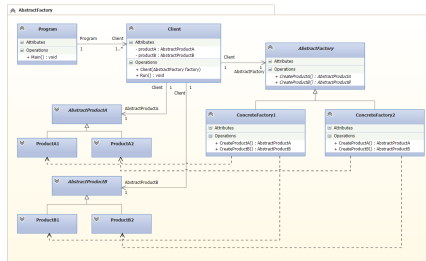 AbstractFactory
Program
Attributes
Operations
+ Main() : void
Program
1
Client
1..*
Client
Attributes
- productA : AbstractProductA
- productB : AbstractProductB
Operations
+ Client(AbstractFactory factory)
+ Run() : void
Client
1
1
AbstractFactory
AbstractFactory
Attributes
Operations
+ CreateProductA() : AbstractProductA
+ CreateProductB() : AbstractProductB
Client
1
Client
1
AbstractProductA
AbstractProductA
1
ProductA1
ProductA2
ConcreteFactory1
Attributes
Operations
+ CreateProductA() : AbstractProductA
+ CreateProductB() : AbstractProductB
ConcreteFactory2
Attributes
Operations
+ CreateProductA() : AbstractProductA
+ CreateProductB() : AbstractProductB
AbstractProductB
AbstractProductB
1
ProductB1
ProductB2